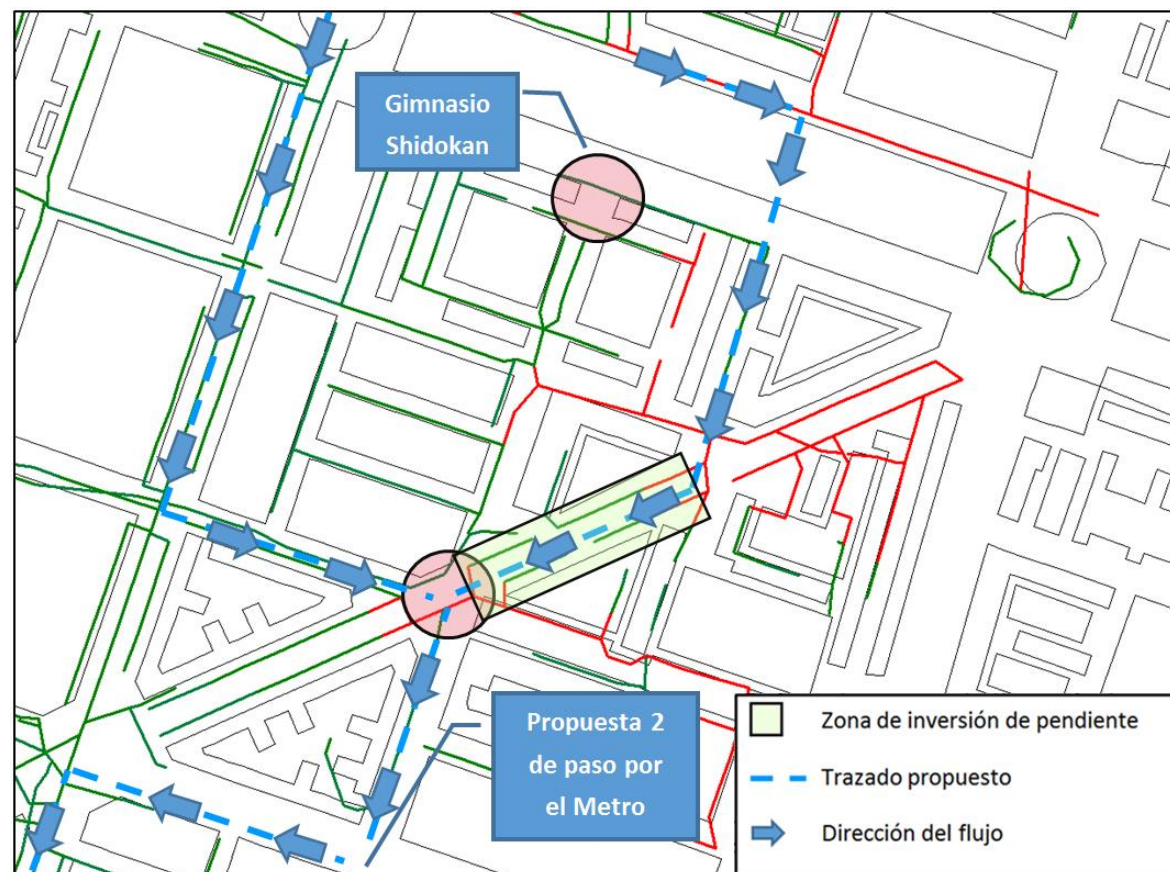 Gimnasio
Shidokan
Propuesta 2
de paso por
el Metro
Zona de inversión de pendiente
Trazado propuesto
Dirección del flujo